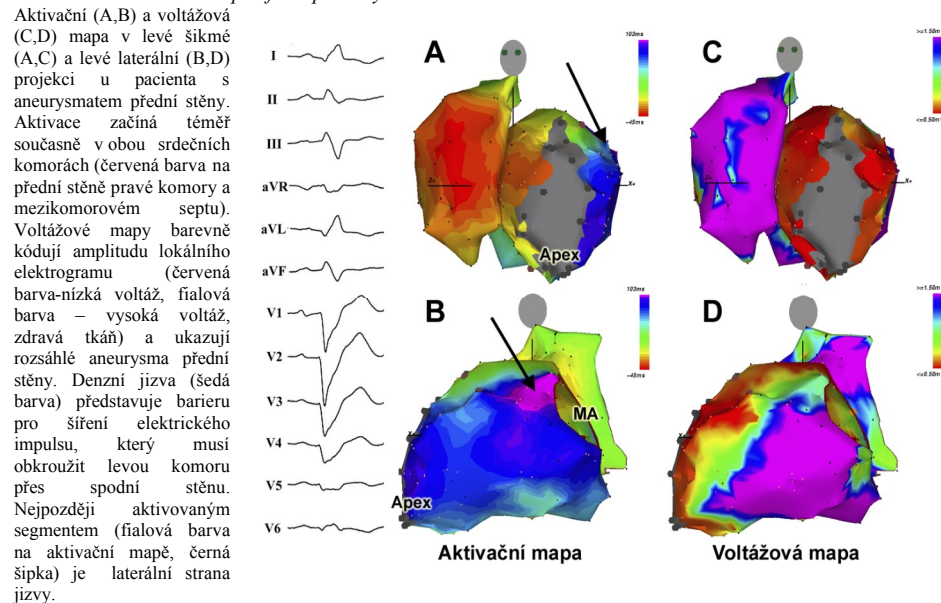 Aktivační (A,B) a voltážová
(C,D) mapa v levé šikmé
(A,C) a levé laterální (B,D)
projekci u pacienta s
aneurysmatem přední stěny.
Aktivace začíná téměř
současně v obou srdečních
komorách (červená barva na
přední stěně pravé komory a
mezikomorovém septu).
Voltážové mapy barevně
kódují amplitudu lokálního
elektrogramu (červená
barva-nízká voltáž, fialová
barva – vysoká voltáž,
zdravá tkáň) a ukazují
rozsáhlé aneurysma přední
stěny. Denzní jizva (šedá
barva) představuje barieru
pro šíření elektrického
impulsu, který musí
obkroužit levou komoru
přes spodní stěnu.
Nejpozději aktivovaným
segmentem (fialová barva
na aktivační mapě, černá
šipka) je laterální strana
jizvy.
I
II
III
aVR
aVL
aVF
V1
V2
V3
V4
V5
V6
A
103ms
-45ms
Z+
X+
Apex
C
>=1.50mV
<=0.50mV
B
103ms
-45ms
MA
Apex
Aktivační mapa
D
>=1.50mV
<=0.50mV
Voltážová mapa